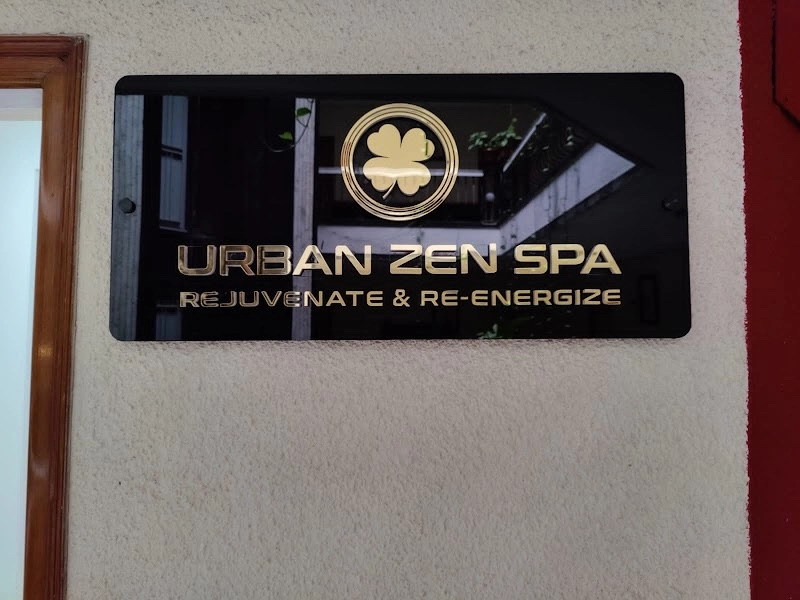 URBAN ZEN SPA
REJUVENATE & RE-ENERGIZE